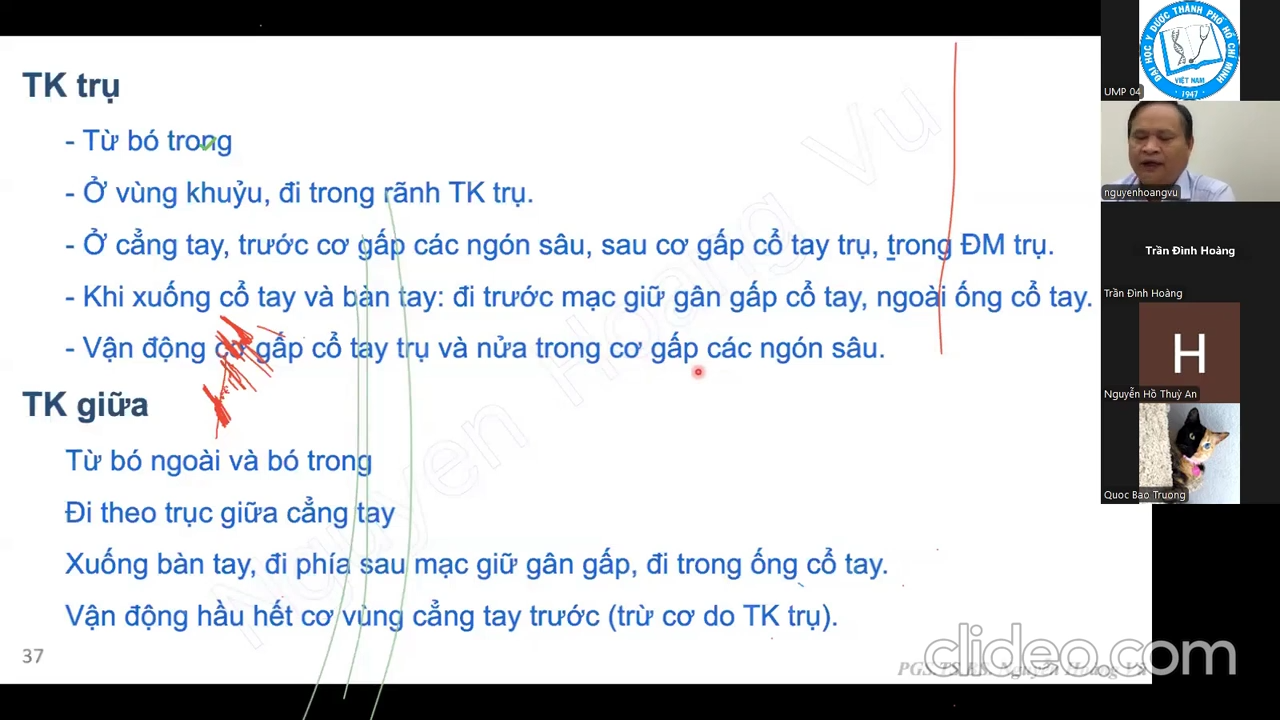 TK trụ
- Từ bó trong
- Ở vùng khuỷu, đi trong rãnh TK trụ.
- Ở cẳng tay, trước cơ gấp các ngón sâu, sau cơ gấp cổ tay trụ, trong ĐM trụ.
- Khi xuống cổ tay và bàn tay: đi trước mạc giữ gân gấp cổ tay, ngoài ống cổ tay.
- Vận động cơ gấp cổ tay trụ và nửa trong cơ gấp các ngón sâu.
TK giữa
Từ bó ngoài và bó trong
Đi theo trục giữa cẳng tay
Xuống bàn tay, đi phía sau mạc giữ gân gấp, đi trong ống cổ tay.
Vận động hầu hết cơ vùng cẳng tay trước (trừ cơ do TK trụ).
37
PGS.TS.BS. Nguyễn Hoàng Vũ
clideo.com
Nguyen Hoang Vu
ĐẠI HỌC Y DƯỢC THÀNH PHỐ HỒ CHÍ MINH
VIỆT NAM
1947
UMP 04
nguyenhoangvu
Trần Đình Hoàng
Trần Đình Hoàng
H
Nguyễn Hồ Thuỳ An
Quoc Bao Truong